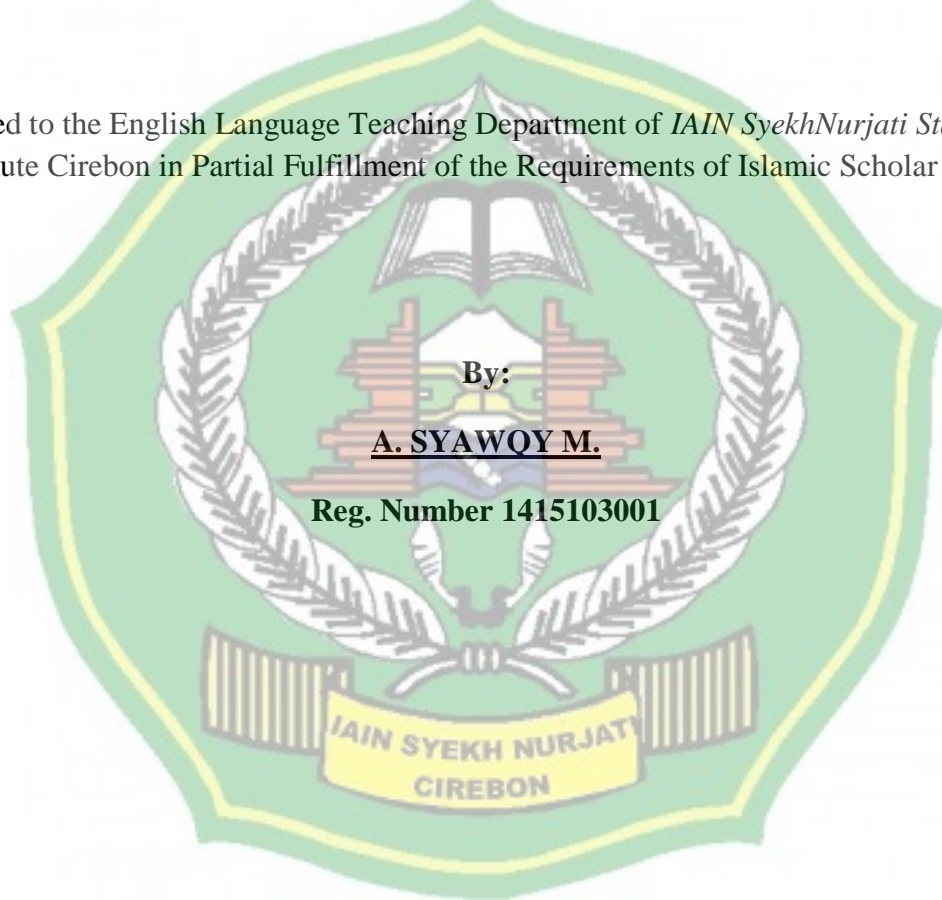 ed to the English Language Teaching Department of IAIN SyekhNurjati Sta
ute Cirebon in Partial Fulfillment of the Requirements of Islamic Scholar
By:
A. SYAWQY M.
Reg. Number 1415103001
IAIN SYEKH NURJATI
CIREBON